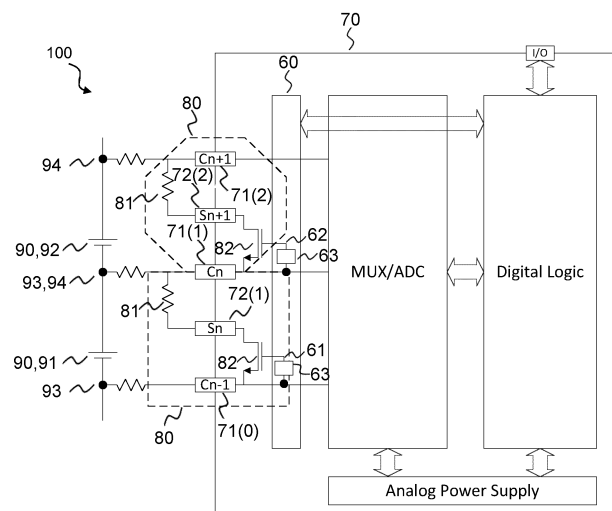 70
I/O
100
60
80
94
Cn+1
72(2)
71(2)
81
Sn+1
71(1)
62
90,92
82
63
93,94
Cn
MUX/ADC
Digital Logic
72(1)
81
Sn
61
90,91
82
63
93
Cn-1
80
71(0)
Analog Power Supply